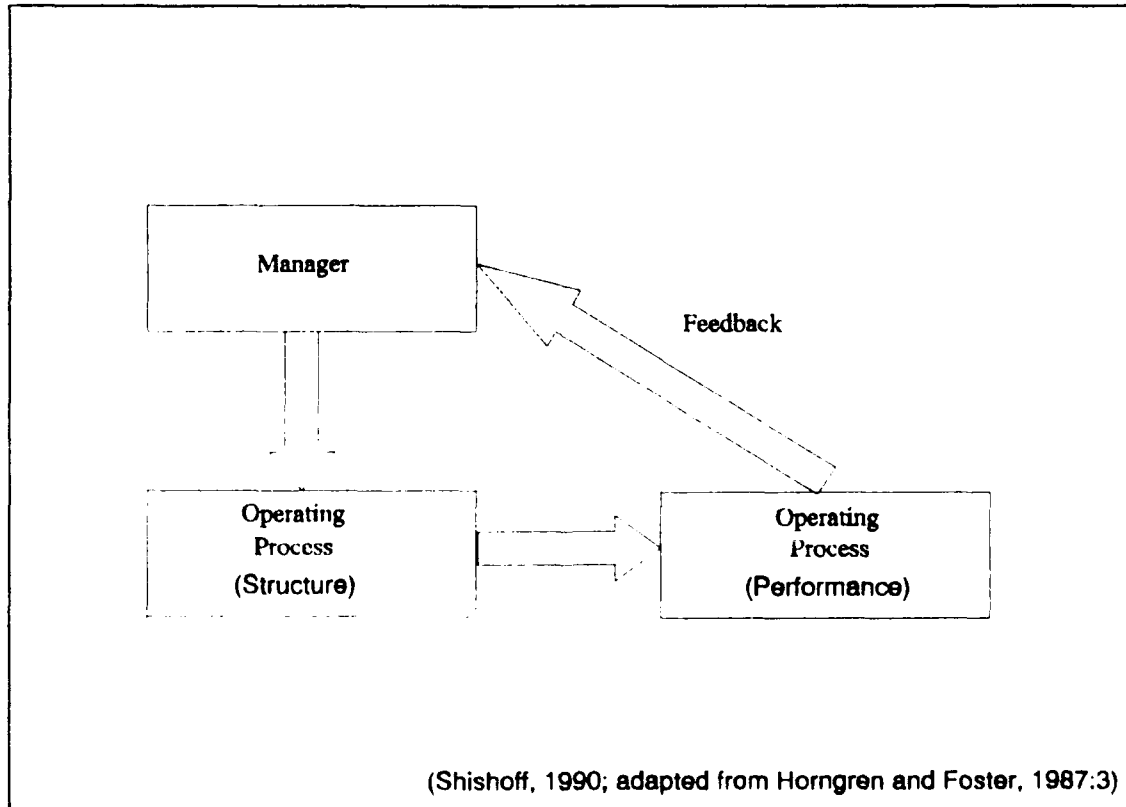 Manager
Feedback
Operating
Process
(Structure)
Operating
Process
(Performance)
(Shishoff, 1990; adapted from Horngren and Foster, 1987:3)